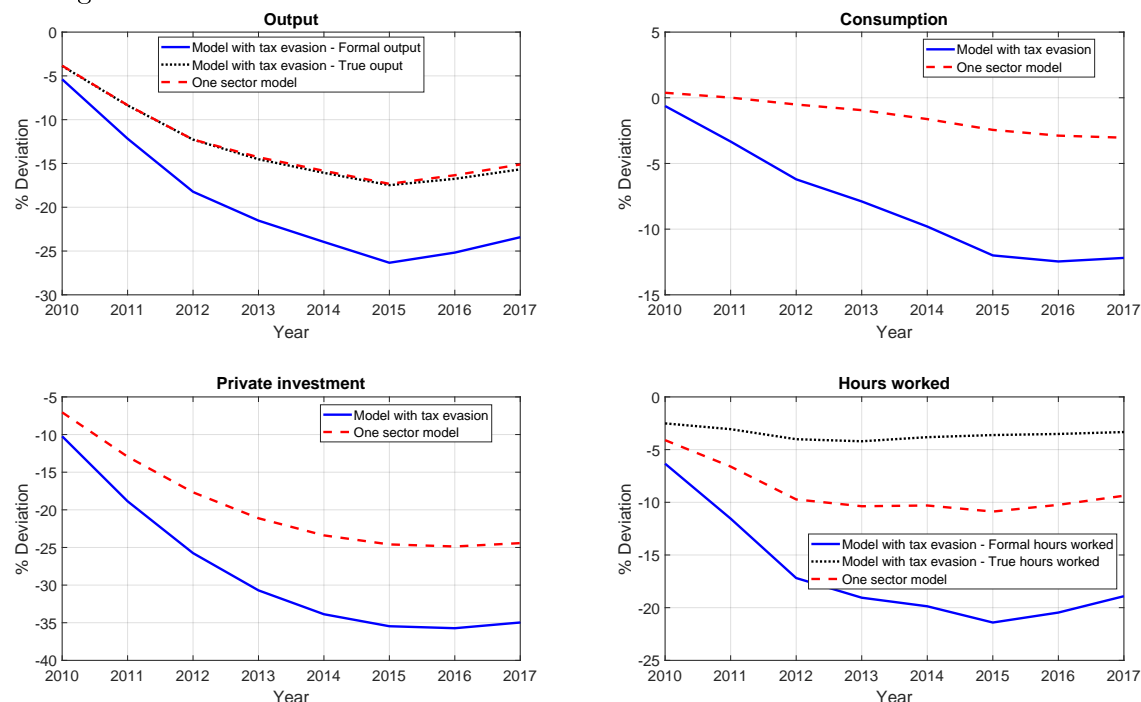 Output
0
-5
-10
-15
-20
-25
-30
% Deviation
Model with tax evasion - Formal output
Model with tax evasion - True ouput
One sector model
2010 2011 2012 2013 2014 2015 2016 2017
Year
Consumption
5
0
-5
-10
-15
% Deviation
Model with tax evasion
One sector model
2010 2011 2012 2013 2014 2015 2016 2017
Year
Private investment
-5
-10
-15
-20
-25
-30
-35
-40
% Deviation
Model with tax evasion
One sector model
2010 2011 2012 2013 2014 2015 2016 2017
Year
Hours worked
0
-5
-10
-15
-20
-25
% Deviation
Model with tax evasion - Formal hours worked
Model with tax evasion - True hours worked
One sector model
2010 2011 2012 2013 2014 2015 2016 2017
Year